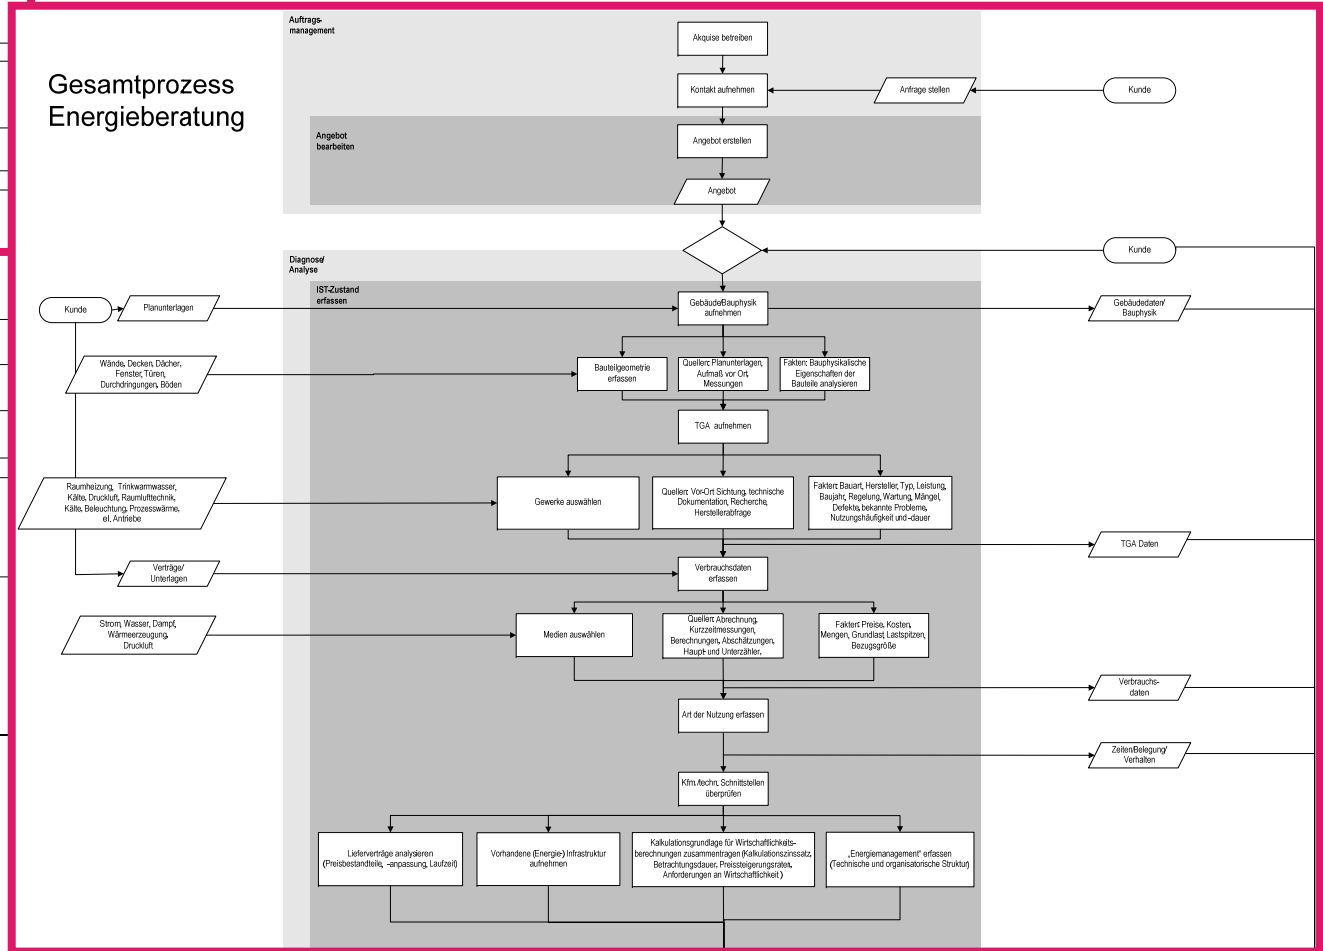 Gesamtprozess
Energieberatung
Auftrags-
management
Akquise betreiben
Kontakt aufnehmen
Anfrage stellen
Kunde
Angebot
bearbeiten
Angebot erstellen
Angebot
Kunde
Diagnose/
Analyse
IST-Zustand
erfassen
Kunde
Planunterlagen
Gebäude/Bauphysik
aufnehmen
Gebäudedaten/
Bauphysik
Wände, Decken, Dächer,
Fenster, Türen,
Durchdringungen, Böden
Bauteilgeometrie
erfassen
Quellen: Planunterlagen,
Aufmaß vor Ort,
Messungen
Fakten: Bauphysikalische
Eigenschaften der
Bauteile analysieren
TGA aufnehmen
Raumheizung, Trinkwarmwasser,
Kälte, Druckluft, Raumlufttechnik,
Kälte, Beleuchtung, Prozesswärme,
el. Antriebe
Gewerke auswählen
Quellen: Vor-Ort Sichtung, technische
Dokumentation, Recherche,
Herstellerabfrage
Fakten: Bauart, Hersteller, Typ, Leistung,
Baujahr, Regelung, Wartung, Mängel,
Defekte, bekannte Probleme,
Nutzungshäufigkeit und -dauer
TGA Daten
Verträge/
Unterlagen
Verbrauchsdaten
erfassen
Strom, Wasser, Dampf,
Wärmeerzeugung,
Druckluft
Medien auswählen
Quellen: Abrechnung,
Kurzzeitmessungen,
Berechnungen, Abschätzungen,
Haupt- und Unterzähler.
Fakten: Preise, Kosten,
Mengen, Grundlast, Lastspitzen,
Bezugsgröße
Verbrauchs-
daten
Art der Nutzung erfassen
Zeiten/Belegung/
Verhalten
Kfm./techn. Schnittstellen
überprüfen
Lieferverträge analysieren
(Preisbestandteile, -anpassung, Laufzeit)
Vorhandene (Energie-) Infrastruktur
aufnehmen
Kalkulationsgrundlage für Wirtschaftlichkeits-
berechnungen zusammentragen (Kalkulationszinssatz,
Betrachtungsdauer, Preissteigerungsraten,
Anforderungen an Wirtschaftlichkeit)
„Energiemanagement“ erfassen
(Technische und organisatorische Struktur)